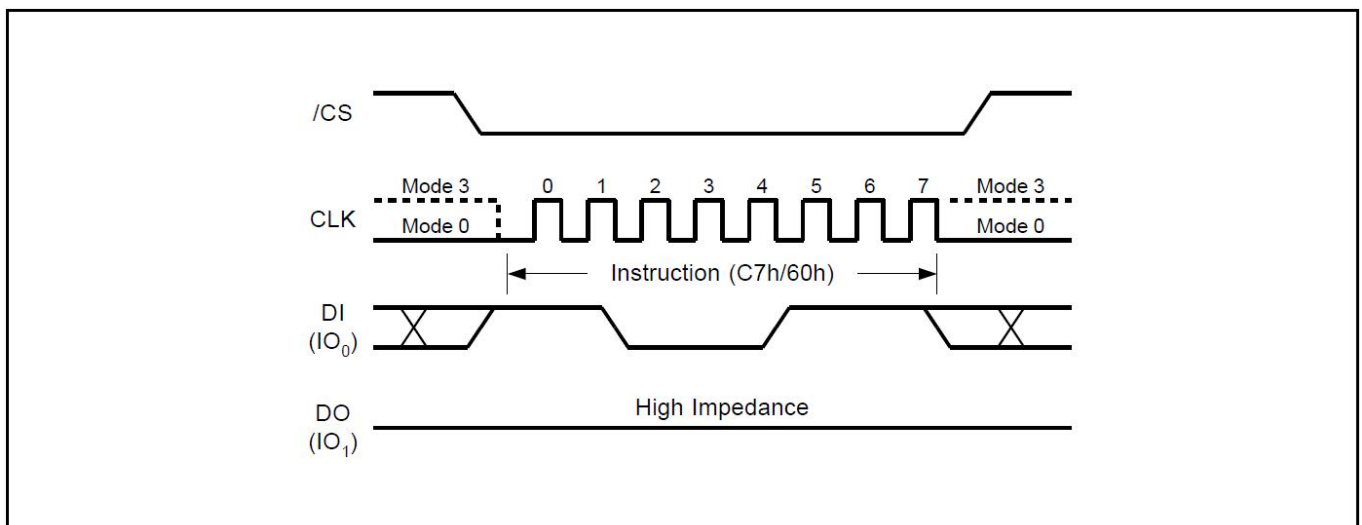 /CS
Mode 3 0 1 2 3 4 5 6 7 Mode 3
CLK
Mode 0 Mode 0
Instruction (C7h/60h)
DI
(IO0)
High Impedance
DO
(IO1)